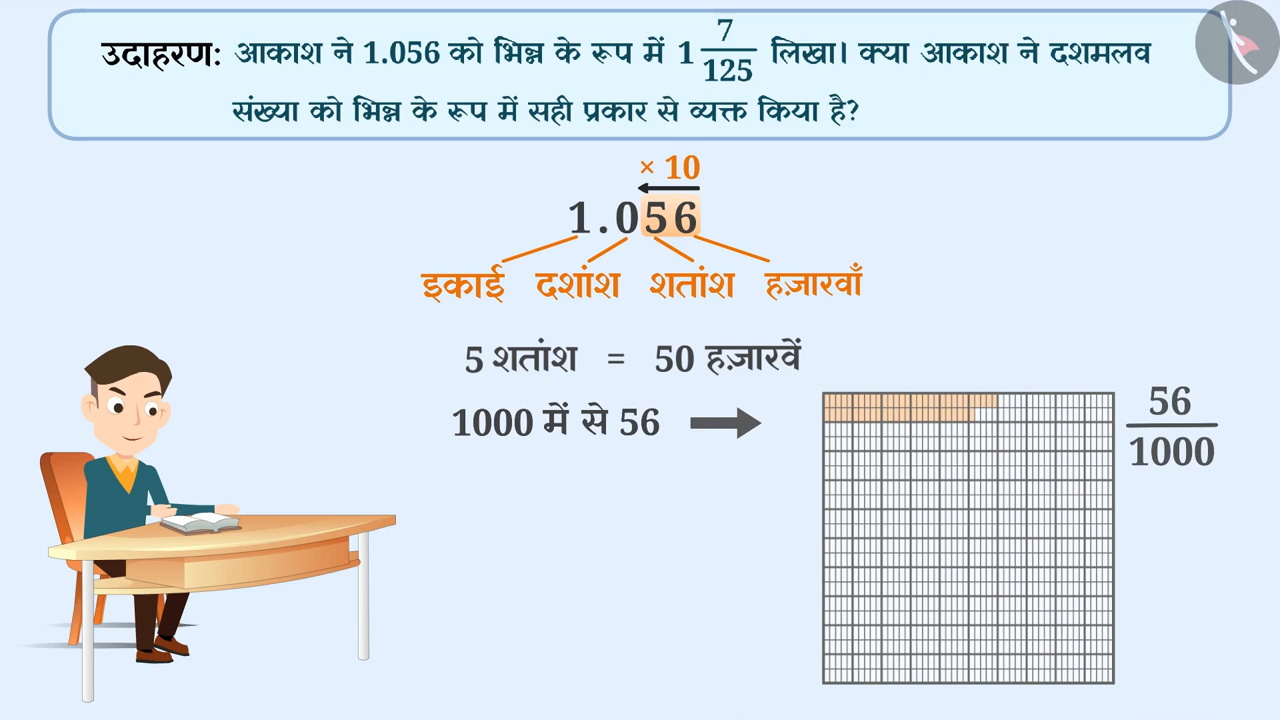 उदाहरण: आकाश ने 1.056 को भिन्न के रूप में 1 7/125 लिखा। क्या आकाश ने दशमलव
संख्या को भिन्न के रूप में सही प्रकार से व्यक्त किया है?
× 10
1.056
इकाई दशांश शतांश हज़ारवाँ
5 शतांश = 50 हज़ारवें
1000 में से 56
56/1000